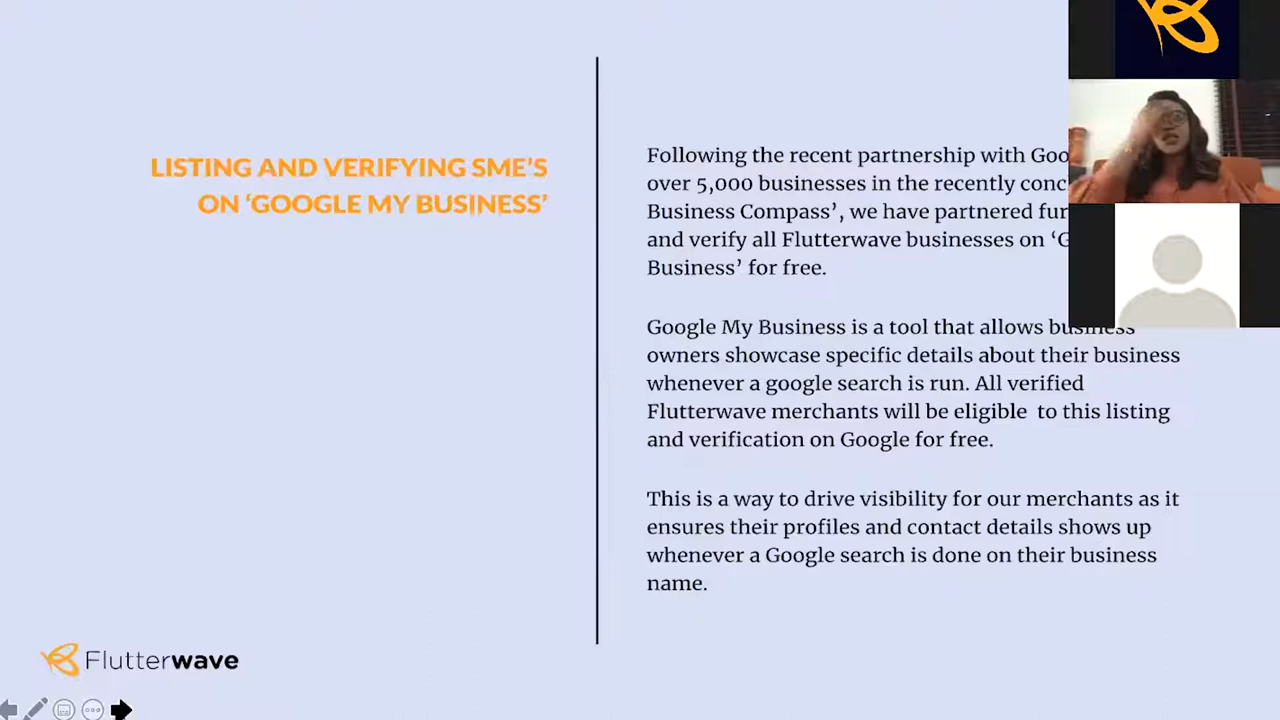 LISTING AND VERIFYING SME'S
ON ‘GOOGLE MY BUSINESS’
Following the recent partnership with
over 5,000 businesses in the recently
Business Compass’, we have partnered
and verify all Flutterwave businesses on
Business’ for free.
Google My Business is a tool that allows business
owners showcase specific details about their business
whenever a google search is run. All verified
Flutterwave merchants will be eligible to this listing
and verification on Google for free.
This is a way to drive visibility for our merchants as it
ensures their profiles and contact details shows up
whenever a Google search is done on their business
name.
Flutterwave